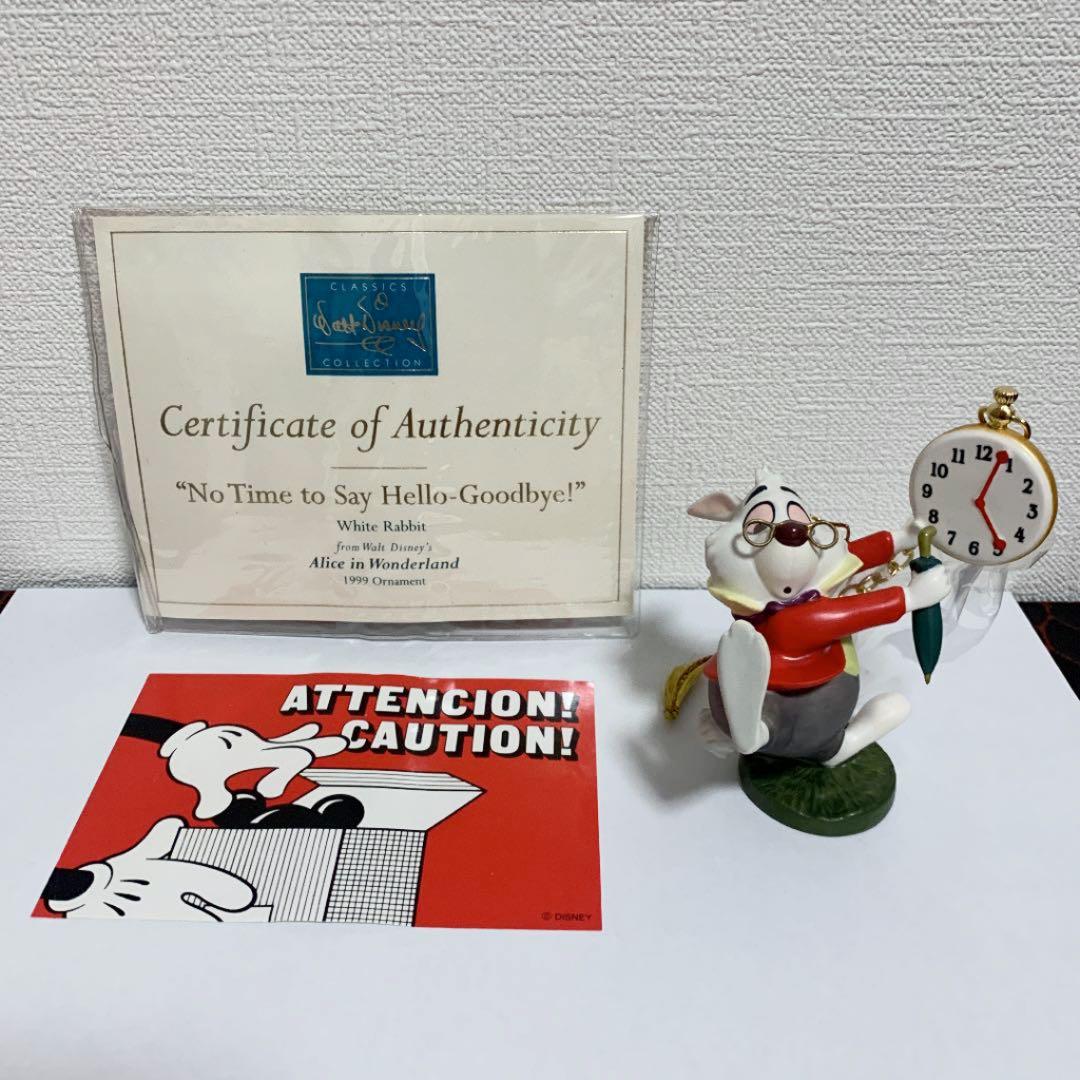 CLASSICS
Walt Disney
COLLECTION
Certificate of Authenticity
"No Time to Say Hello-Goodbye!"
White Rabbit
from Walt Disney's
Alice in Wonderland
1999 Ornament
ATTENCION!
CAUTION!
© DISNEY
12
1
2
3
4
5
6
7
8
9
10
11